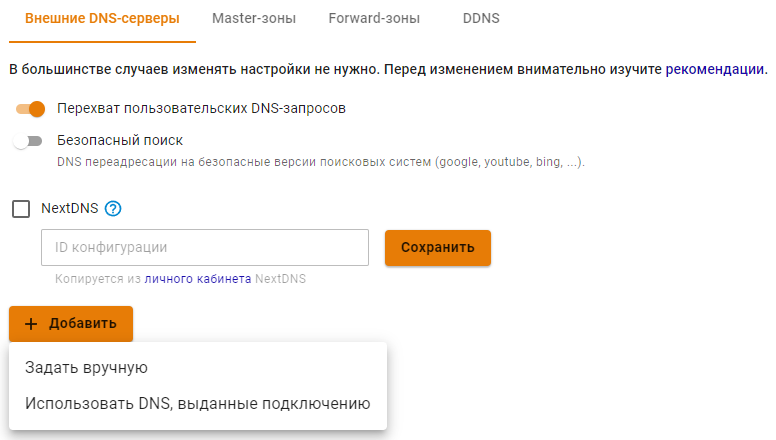 Внешние DNS-серверы Master-зоны Forward-зоны DDNS
В большинстве случаев изменять настройки не нужно. Перед изменением внимательно изучите рекомендации.
Перехват пользовательских DNS-запросов
Безопасный поиск
DNS переадресации на безопасные версии поисковых систем (google, youtube, bing, ...).
NextDNS ?
ID конфигурации Сохранить
Копируется из личного кабинета NextDNS
+ Добавить
Задать вручную
Использовать DNS, выданные подключению